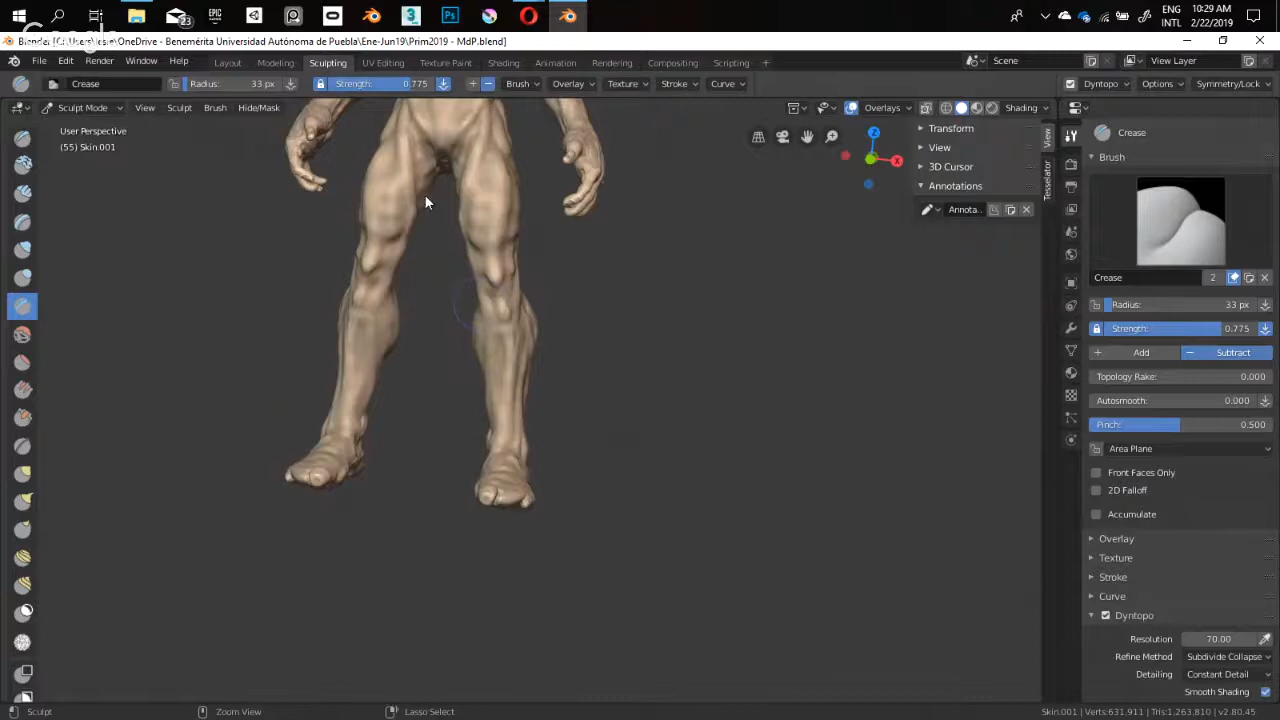 Google
23
ENG
INTL
10:29 AM
2/22/2019
Blender [C:\Users\lesie\OneDrive - Benemérita Universidad Autónoma de Puebla\Ene-Jun19\Prim2019 - MdP.blend]
File Edit Render Window Help Layout Modeling Sculpting UV Editing Texture Paint Shading Animation Rendering Compositing Scripting + Scene View Layer
Crease Radius: 33 px Strength: 0.775 + − Brush Overlay Texture Stroke Curve Dyntopo Options Symmetry/Lock
Sculpt Mode View Sculpt Brush Hide/Mask Overlays Shading
User Perspective
(55) Skin.001
Z
X
Transform
View
3D Cursor
Annotations
Annota..
View
Tessellator
Crease
Brush
Crease 2
Radius: 33 px
Strength: 0.775
+ Add − Subtract
Topology Rake: 0.000
Autosmooth: 0.000
Pinch: 0.500
Area Plane
Front Faces Only
2D Falloff
Accumulate
Overlay
Texture
Stroke
Curve
Dyntopo
Resolution 70.00
Refine Method Subdivide Collapse
Detailing Constant Detail
Smooth Shading
Sculpt Zoom View Lasso Select Skin.001 | Verts:631,911 | Tris:1,263,810 | v2.80.45